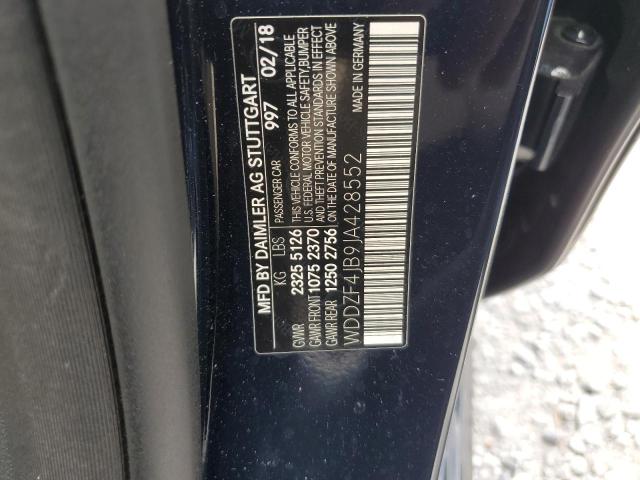 MFD BY DAIMLER AG STUTTGART
997 02/18
KG LBS PASSENGER CAR
GVWR 2325 5126
GAWR FRONT 1075 2370
GAWR REAR 1250 2756
THIS VEHICLE CONFORMS TO ALL APPLICABLE
U.S. FEDERAL MOTOR VEHICLE SAFETY, BUMPER
AND THEFT PREVENTION STANDARDS IN EFFECT
ON THE DATE OF MANUFACTURE SHOWN ABOVE
WDDZF4JB9JA428552
MADE IN GERMANY